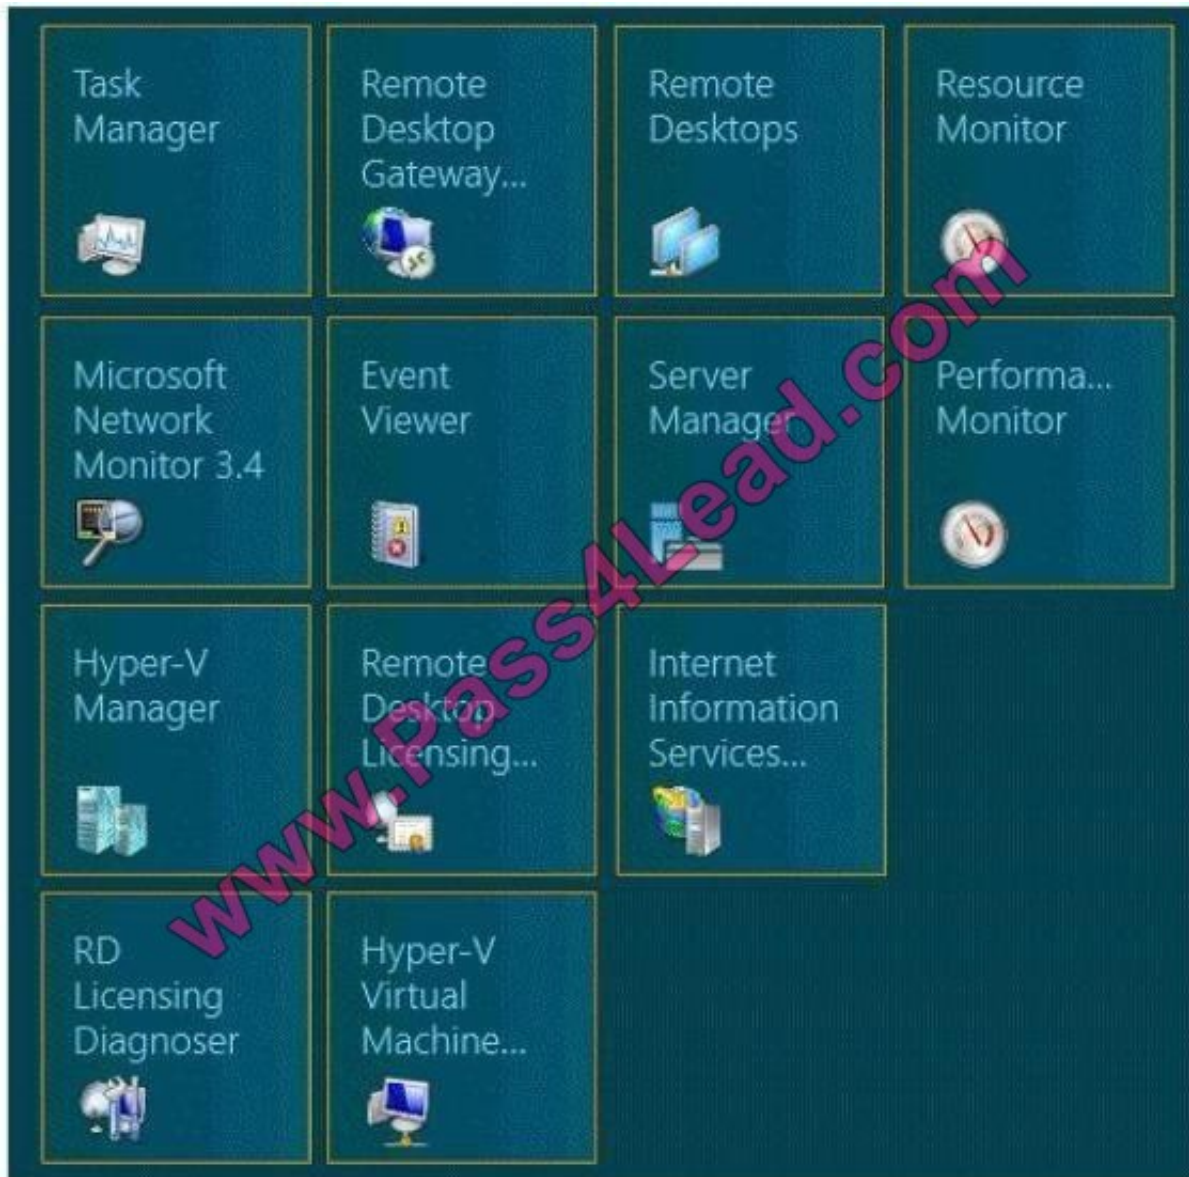 Task
Manager
Remote
Desktop
Gateway...
Remote
Desktops
Resource
Monitor
Microsoft
Network
Monitor 3.4
Event
Viewer
Server
Manager
Performa...
Monitor
Hyper-V
Manager
Remote
Desktop
Licensing...
Internet
Information
Services...
RD
Licensing
Diagnoser
Hyper-V
Virtual
Machine...
www.Pass4Lead.com